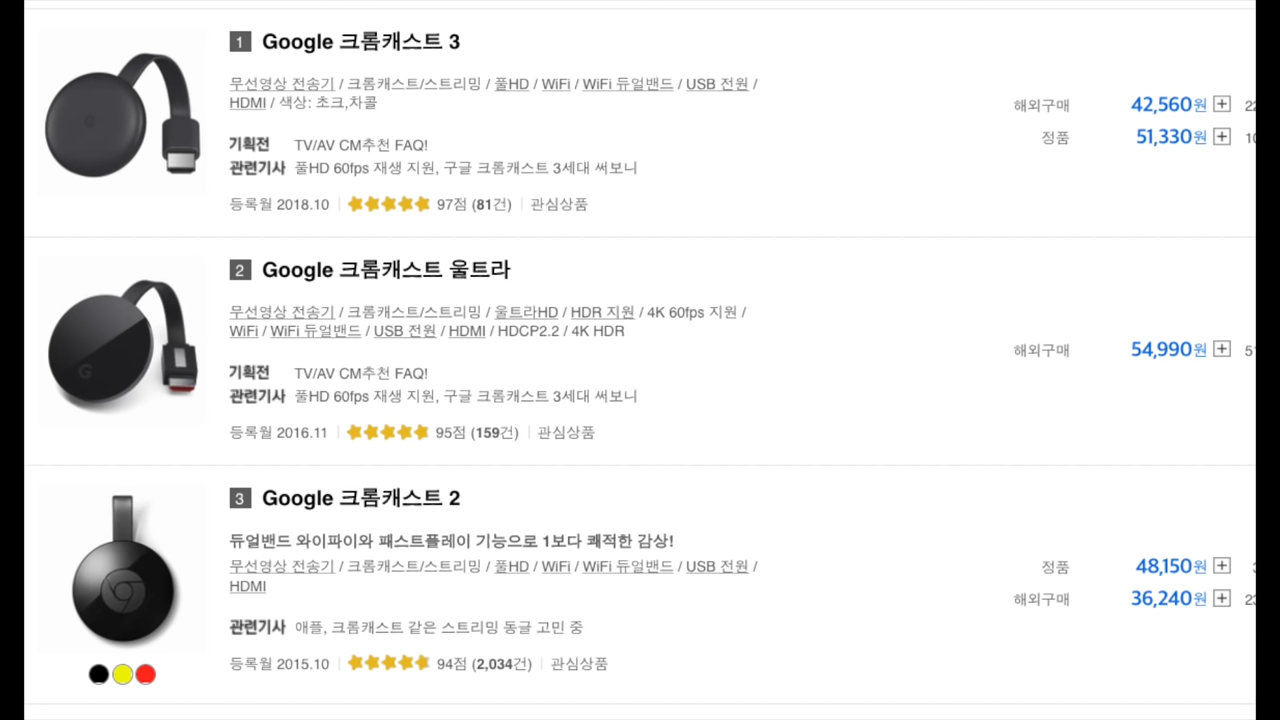 1 Google 크롬캐스트 3
무선영상 전송기 / 크롬캐스트/스트리밍 / 풀HD / WiFi / WiFi 듀얼밴드 / USB 전원 /
HDMI / 색상: 초크,차콜
해외구매 42,560원
정품 51,330원
기획전 TV/AV CM추천 FAQ!
관련기사 풀HD 60fps 재생 지원, 구글 크롬캐스트 3세대 써보니
등록월 2018.10 97점 (81건) 관심상품
2 Google 크롬캐스트 울트라
무선영상 전송기 / 크롬캐스트/스트리밍 / 울트라HD / HDR 지원 / 4K 60fps 지원 /
WiFi / WiFi 듀얼밴드 / USB 전원 / HDMI / HDCP2.2 / 4K HDR
해외구매 54,990원
기획전 TV/AV CM추천 FAQ!
관련기사 풀HD 60fps 재생 지원, 구글 크롬캐스트 3세대 써보니
등록월 2016.11 95점 (159건) 관심상품
3 Google 크롬캐스트 2
듀얼밴드 와이파이와 패스트플레이 기능으로 1보다 쾌적한 감상!
무선영상 전송기 / 크롬캐스트/스트리밍 / 풀HD / WiFi / WiFi 듀얼밴드 / USB 전원 /
HDMI
정품 48,150원
해외구매 36,240원
관련기사 애플, 크롬캐스트 같은 스트리밍 동글 고민 중
등록월 2015.10 94점 (2,034건) 관심상품